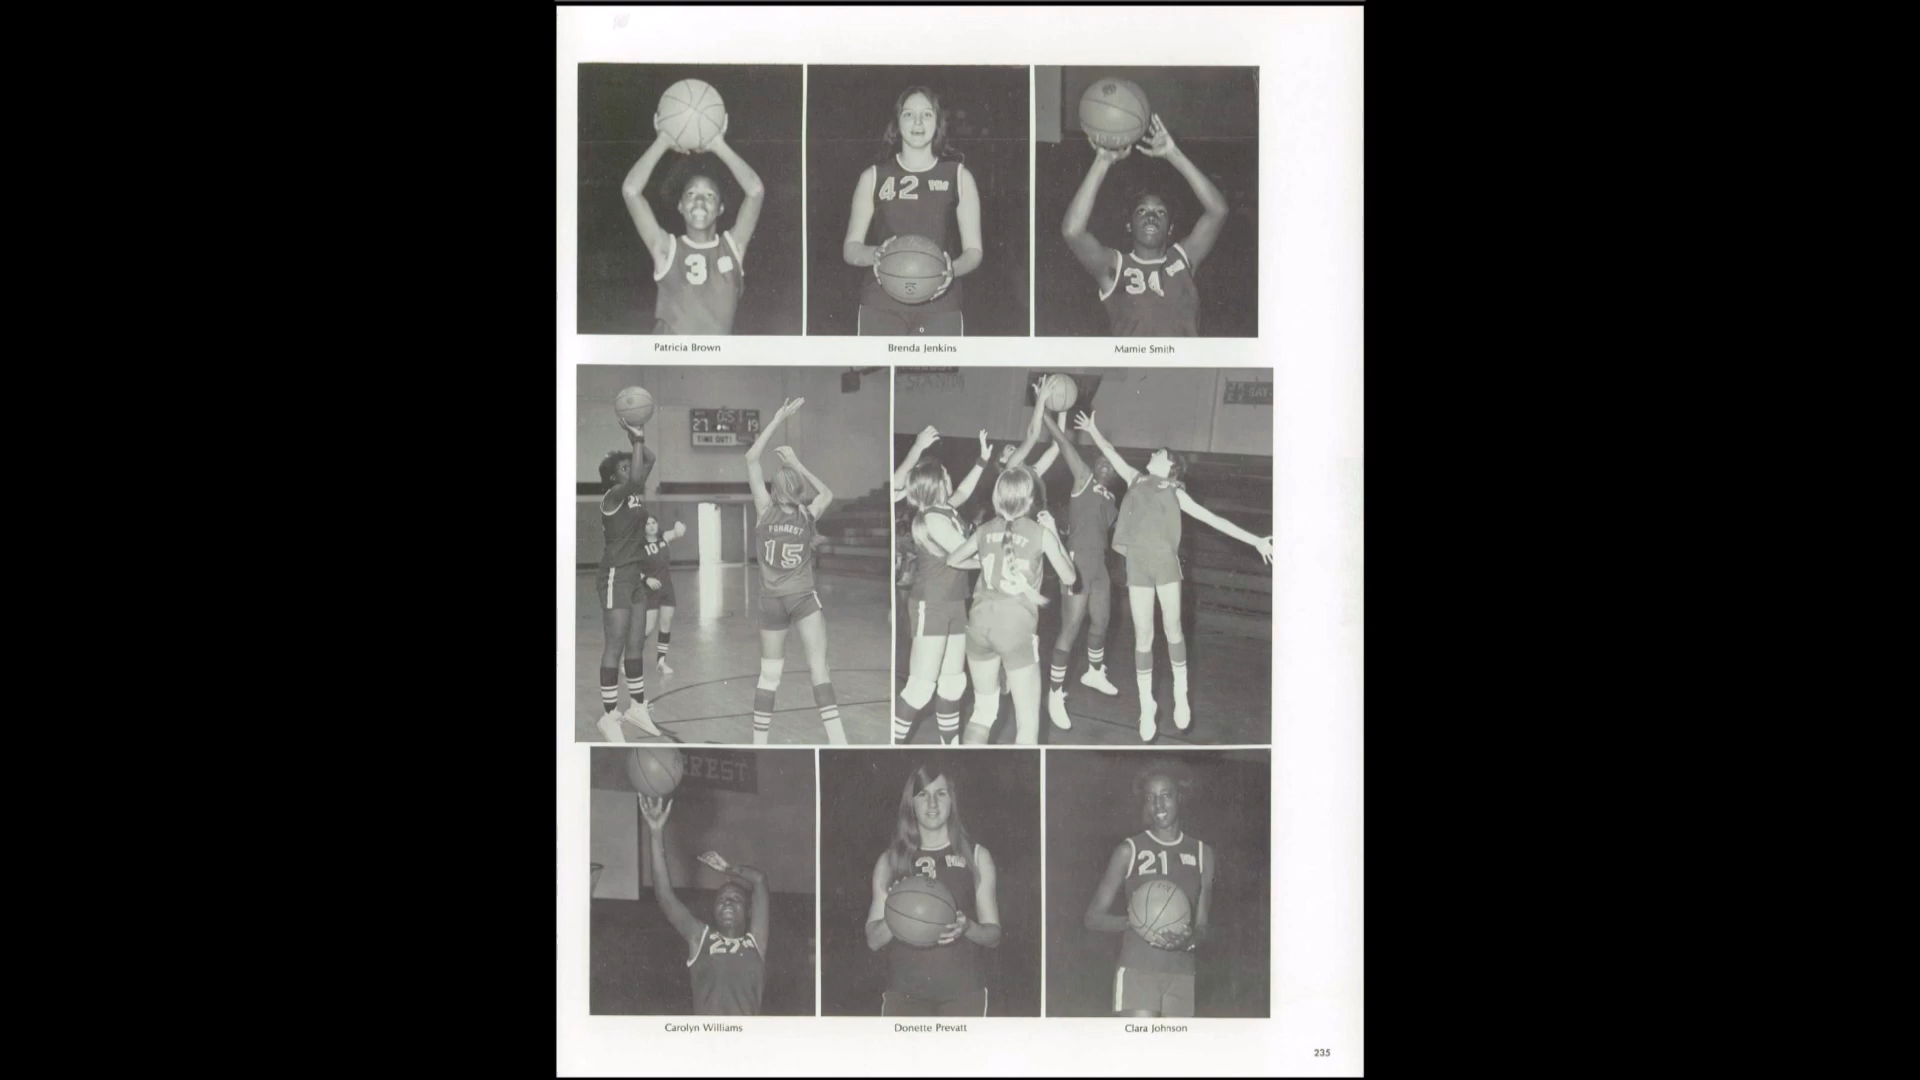 3
42
34
Patricia Brown
Brenda Jenkins
Mamie Smith
27
19
TIME OUT!
10
FORREST
15
FORREST
15
27
3
21
Carolyn Williams
Donette Prevatt
Clara Johnson
235